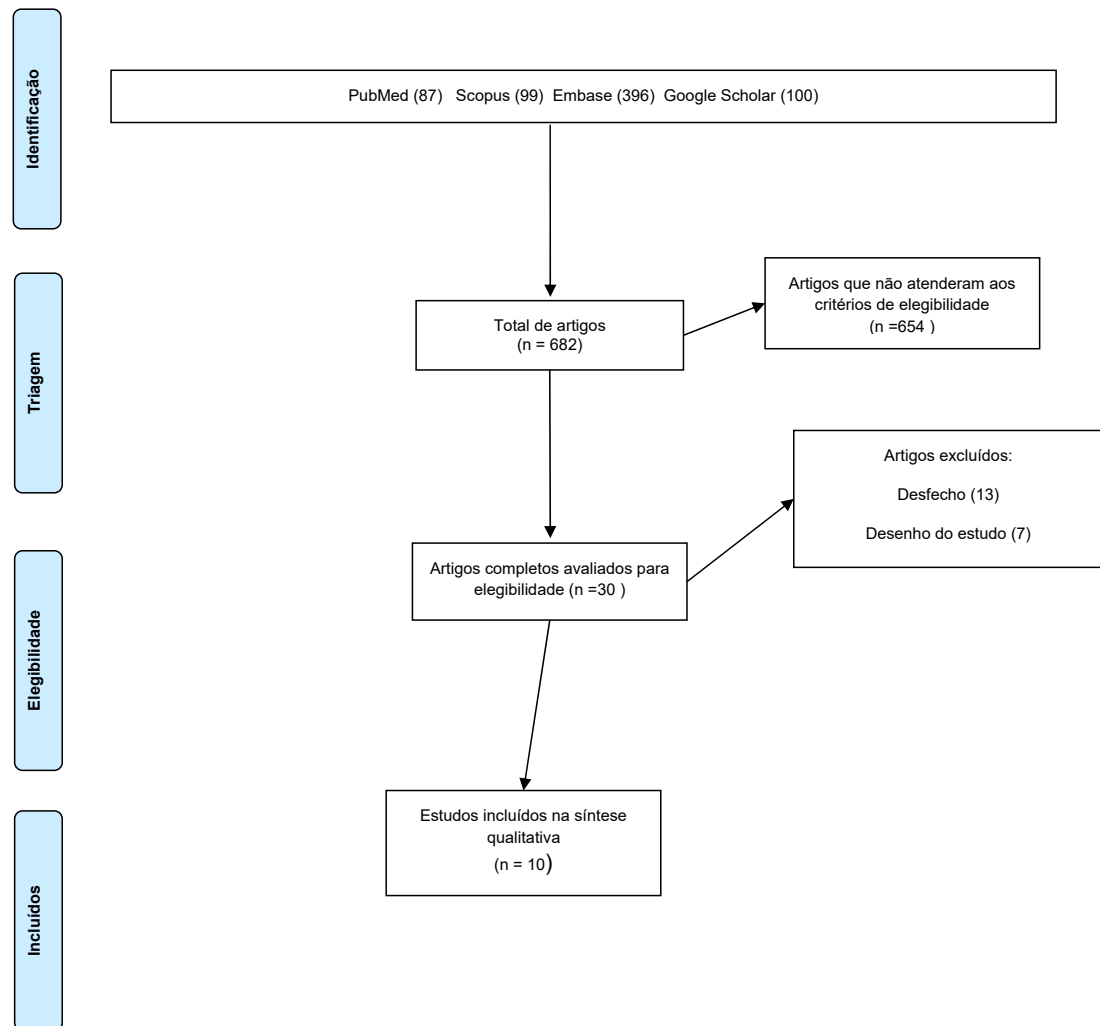 Identificação
PubMed (87) Scopus (99) Embase (396) Google Scholar (100)
Triagem
Total de artigos
(n = 682)
Artigos que não atenderam aos
critérios de elegibilidade
(n =654 )
Elegibilidade
Artigos completos avaliados para
elegibilidade (n =30 )
Artigos excluídos:
Desfecho (13)
Desenho do estudo (7)
Incluídos
Estudos incluídos na síntese
qualitativa
(n = 10)